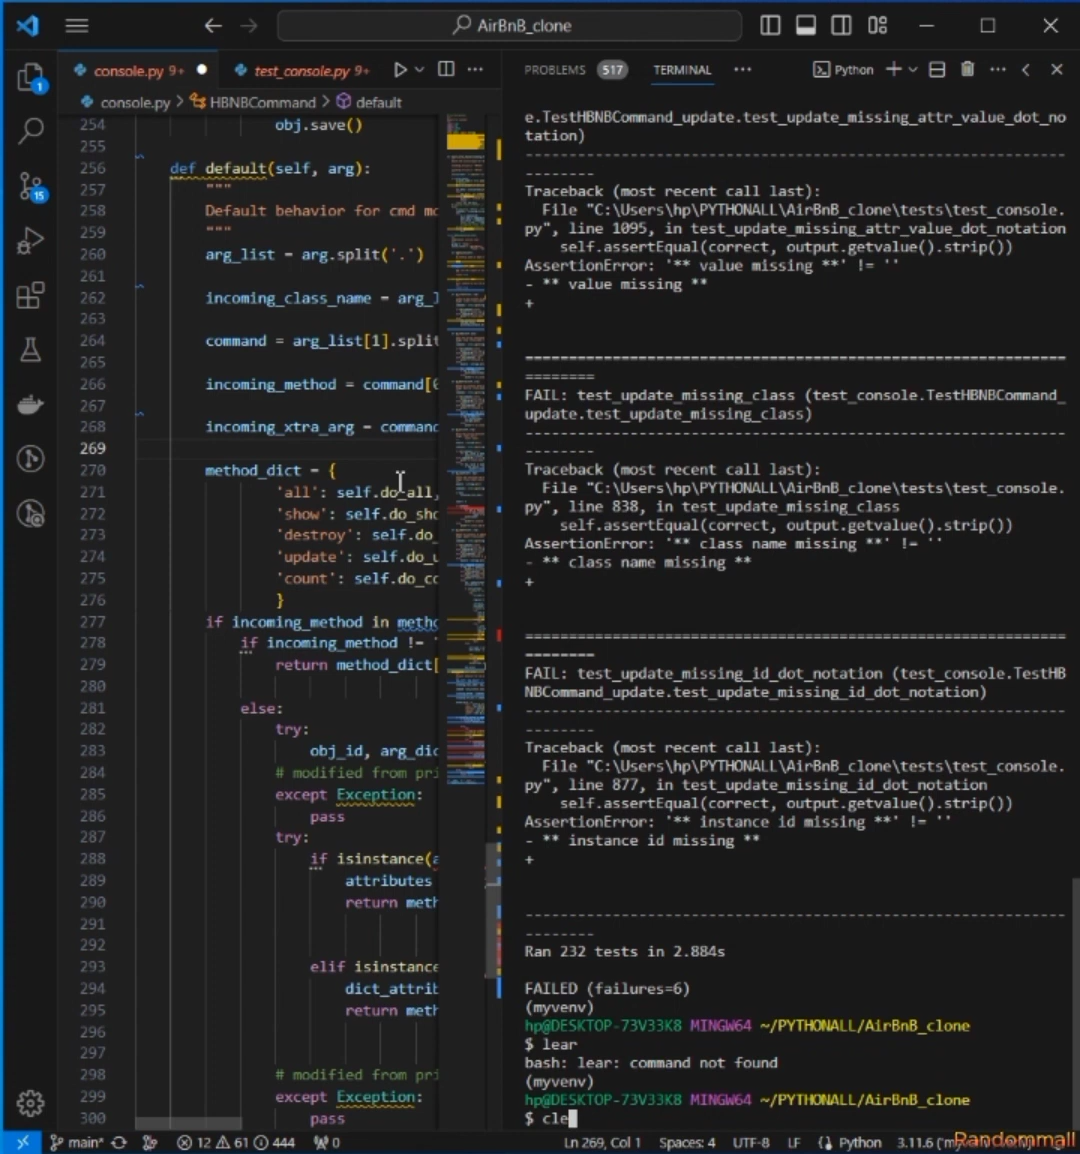 AirBnB_clone
console.py 9+
test_console.py 9+
PROBLEMS 517 TERMINAL
Python
console.py > HBNBCommand > default
1
15
254 obj.save()
255
256 def default(self, arg):
257 """
258 Default behavior for cmd mo
259 """
260 arg_list = arg.split('.')
261
262 incoming_class_name = arg_l
263
264 command = arg_list[1].split
265
266 incoming_method = command[0
267
268 incoming_xtra_arg = command
269
270 method_dict = {
271 'all': self.do_all,
272 'show': self.do_sho
273 'destroy': self.do_
274 'update': self.do_u
275 'count': self.do_co
276 }
277 if incoming_method in metho
278 if incoming_method != '
279 return method_dict[
280
281 else:
282 try:
283 obj_id, arg_dic
284 # modified from pri
285 except Exception:
286 pass
287 try:
288 if isinstance(a
289 attributes
290 return meth
291
292
293 elif isinstance
294 dict_attrib
295 return meth
296
297
298 # modified from pri
299 except Exception:
300 pass
e.TestHBNBCommand_update.test_update_missing_attr_value_dot_no
tation)
----------------------------------------------------------------------
Traceback (most recent call last):
File "C:\Users\hp\PYTHONALL\AirBnB_clone\tests\test_console.
py", line 1095, in test_update_missing_attr_value_dot_notation
self.assertEqual(correct, output.getvalue().strip())
AssertionError: '** value missing **' != ''
- ** value missing **
+
======================================================================
FAIL: test_update_missing_class (test_console.TestHBNBCommand_
update.test_update_missing_class)
----------------------------------------------------------------------
Traceback (most recent call last):
File "C:\Users\hp\PYTHONALL\AirBnB_clone\tests\test_console.
py", line 838, in test_update_missing_class
self.assertEqual(correct, output.getvalue().strip())
AssertionError: '** class name missing **' != ''
- ** class name missing **
+
======================================================================
FAIL: test_update_missing_id_dot_notation (test_console.TestHB
NBCommand_update.test_update_missing_id_dot_notation)
----------------------------------------------------------------------
Traceback (most recent call last):
File "C:\Users\hp\PYTHONALL\AirBnB_clone\tests\test_console.
py", line 877, in test_update_missing_id_dot_notation
self.assertEqual(correct, output.getvalue().strip())
AssertionError: '** instance id missing **' != ''
- ** instance id missing **
+
----------------------------------------------------------------------
Ran 232 tests in 2.884s
FAILED (failures=6)
(myvenv)
hp@DESKTOP-73V33K8 MINGW64 ~/PYTHONALL/AirBnB_clone
$ lear
bash: lear: command not found
(myvenv)
hp@DESKTOP-73V33K8 MINGW64 ~/PYTHONALL/AirBnB_clone
$ cle
main* 12 61 444 0 Ln 269, Col 1 Spaces: 4 UTF-8 LF Python 3.11.6
Randommall